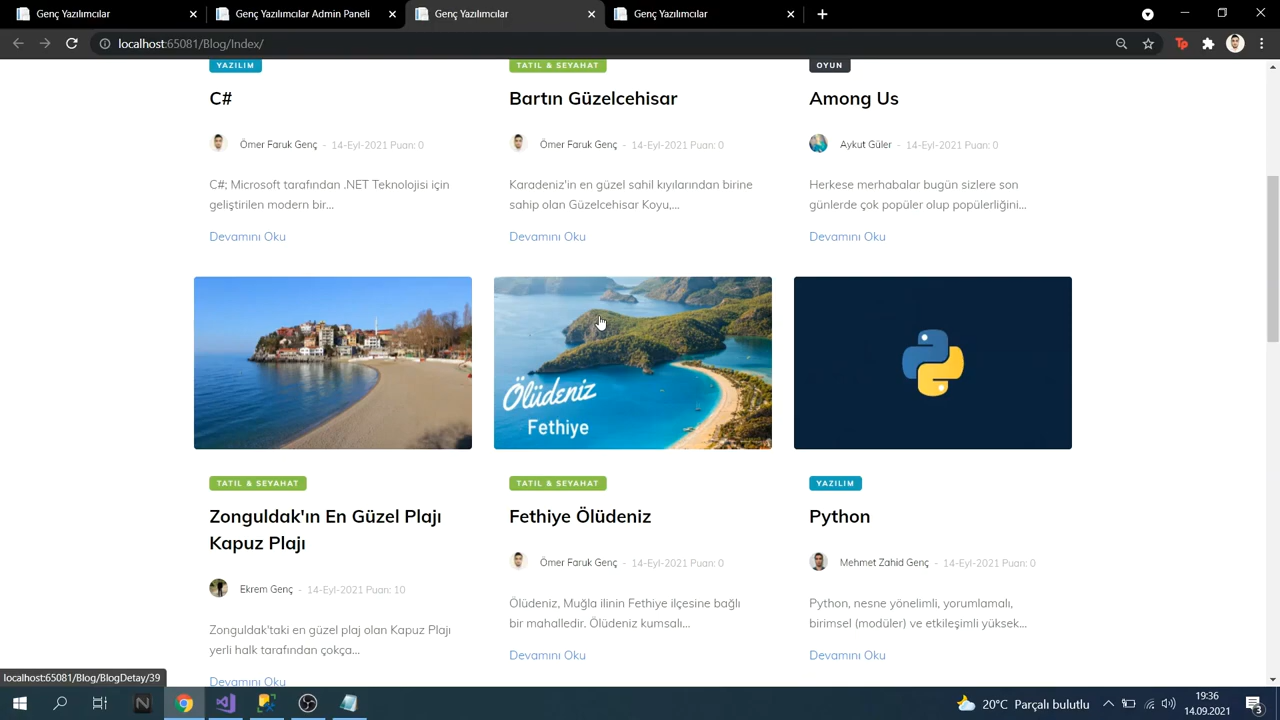 Genç Yazılımcılar
Genç Yazılımcılar Admin Paneli
Genç Yazılımcılar
Genç Yazılımcılar
localhost:65081/Blog/Index/
YAZILIM
TATIL & SEYAHAT
OYUN
C#
Bartın Güzelcehisar
Among Us
Ömer Faruk Genç - 14-Eyl-2021 Puan: 0
Ömer Faruk Genç - 14-Eyl-2021 Puan: 0
Aykut Güler - 14-Eyl-2021 Puan: 0
C#; Microsoft tarafından .NET Teknolojisi için
geliştirilen modern bir...
Karadeniz'in en güzel sahil kıyılarından birine
sahip olan Güzelcehisar Koyu,...
Herkese merhabalar bugün sizlere son
günlerde çok popüler olup popülerliğini...
Devamını Oku
Devamını Oku
Devamını Oku
Ölüdeniz
Fethiye
TATIL & SEYAHAT
TATIL & SEYAHAT
YAZILIM
Zonguldak'ın En Güzel Plajı
Kapuz Plajı
Fethiye Ölüdeniz
Python
Ekrem Genç - 14-Eyl-2021 Puan: 10
Ömer Faruk Genç - 14-Eyl-2021 Puan: 0
Mehmet Zahid Genç - 14-Eyl-2021 Puan: 0
Zonguldak'taki en güzel plaj olan Kapuz Plajı
yerli halk tarafından çokça...
Ölüdeniz, Muğla ilinin Fethiye ilçesine bağlı
bir mahalledir. Ölüdeniz kumsalı...
Python, nesne yönelimli, yorumlamalı,
birimsel (modüler) ve etkileşimli yüksek...
Devamını Oku
Devamını Oku
Devamını Oku
localhost:65081/Blog/BlogDetay/39
20°C Parçalı bulutlu
19:36
14.09.2021
3